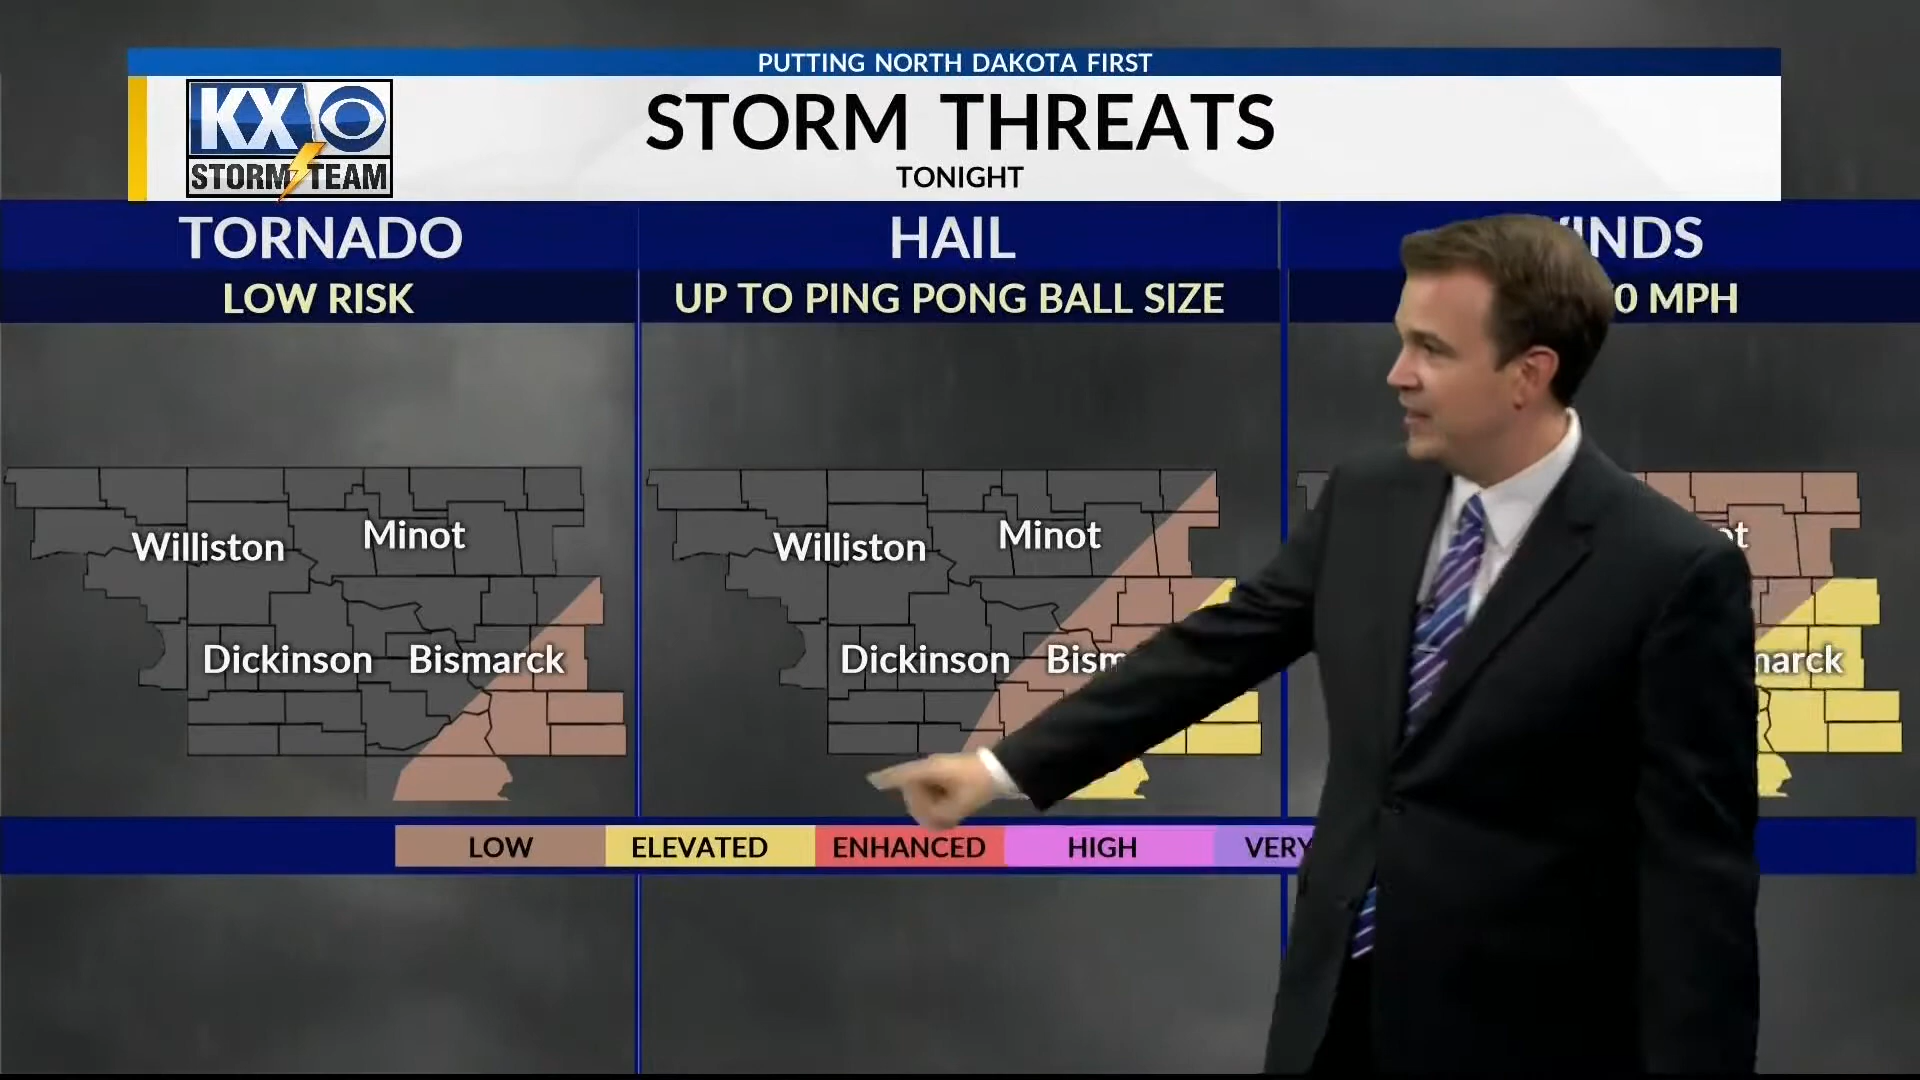 PUTTING NORTH DAKOTA FIRST
KX
STORM TEAM
STORM THREATS
TONIGHT
TORNADO
HAIL
LOW RISK
UP TO PING PONG BALL SIZE
MPH
Williston
Minot
Dickinson
Bismarck
Williston
Minot
Dickinson
LOW
ELEVATED
ENHANCED
HIGH
VERY